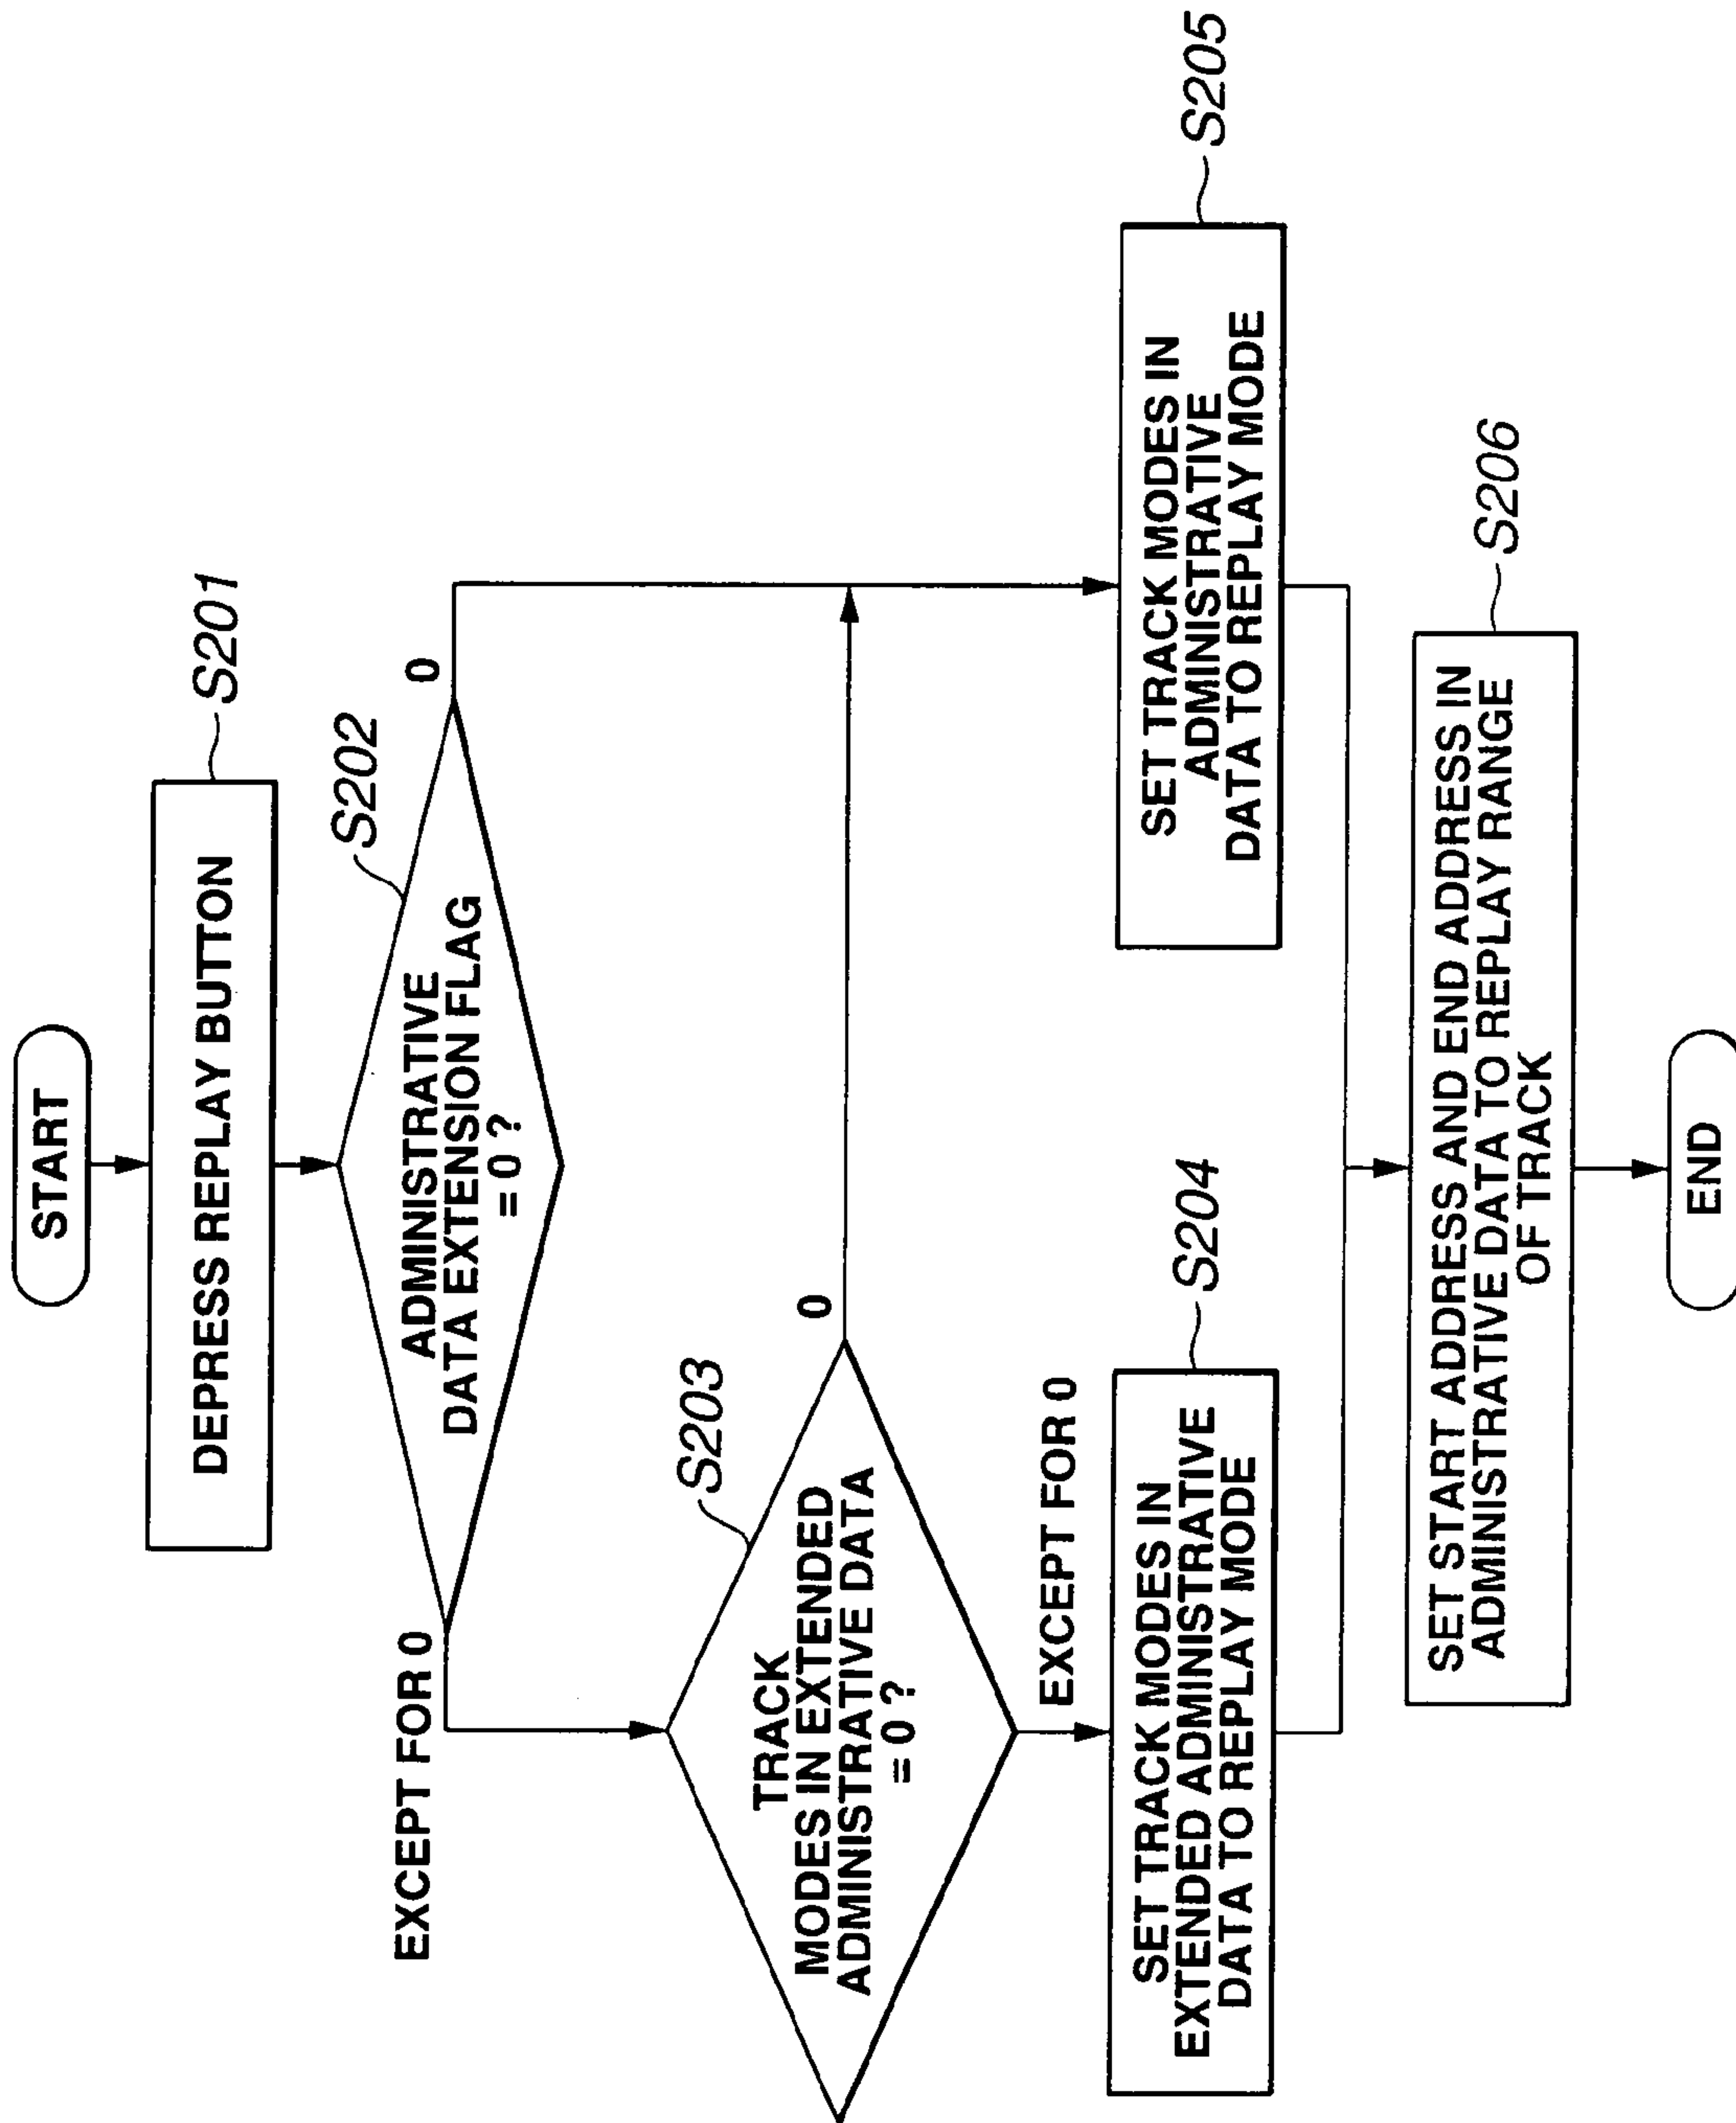 START
DEPRESS REPLAY BUTTON
S201
ADMINISTRATIVE
DATA EXTENSION FLAG
= 0 ?
S202
EXCEPT FOR 0
0
TRACK
MODES IN EXTENDED
ADMINISTRATIVE DATA
= 0 ?
S203
0
EXCEPT FOR 0
SET TRACK MODES IN
EXTENDED ADMINISTRATIVE
DATA TO REPLAY MODE
S204
SET TRACK MODES IN
ADMINISTRATIVE
DATA TO REPLAY MODE
S205
SET START ADDRESS AND END ADDRESS IN
ADMINISTRATIVE DATA TO REPLAY RANGE
OF TRACK
S206
END